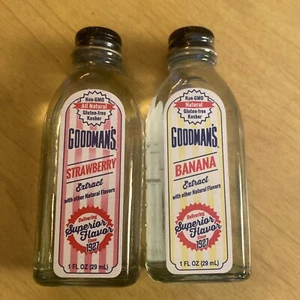 Non-GMO
All Natural
Gluten-free
Kosher
GOODMAN'S
STRAWBERRY
Extract
with other Natural Flavors
Delivering
Superior
Flavor
Since
1921
1 FL OZ (29 mL)
Non-GMO
Natural
Gluten-free
Kosher
GOODMAN'S
BANANA
Extract
with other Natural Flavors
Delivering
Superior
Flavor
Since
1921
1 FL OZ (29 mL)